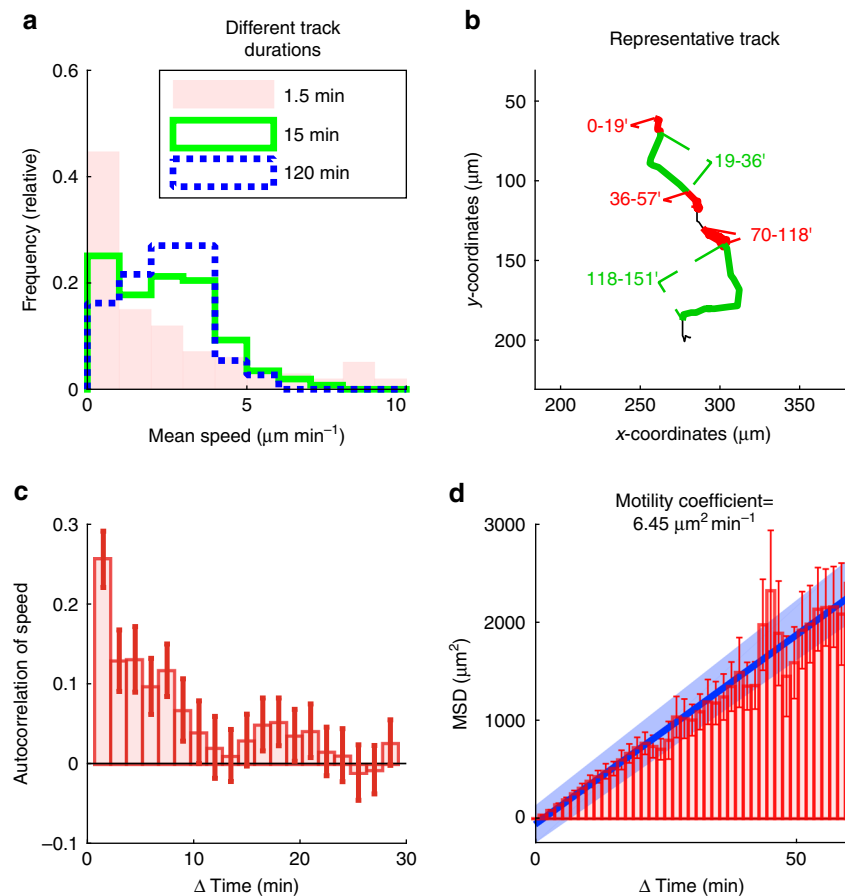 a
Different track
durations
Frequency (relative)
0.6
0.4
0.2
0
1.5 min
15 min
120 min
0
5
10
Mean speed (μm min⁻¹)
b
Representative track
y-coordinates (μm)
50
100
150
200
0-19'
19-36'
36-57'
70-118'
118-151'
200
250
300
350
x-coordinates (μm)
c
Autocorrelation of speed
0.3
0.2
0.1
0
–0.1
0
10
20
30
Δ Time (min)
d
Motility coefficient=
6.45 μm² min⁻¹
MSD (μm²)
3000
2000
1000
0
0
50
Δ Time (min)